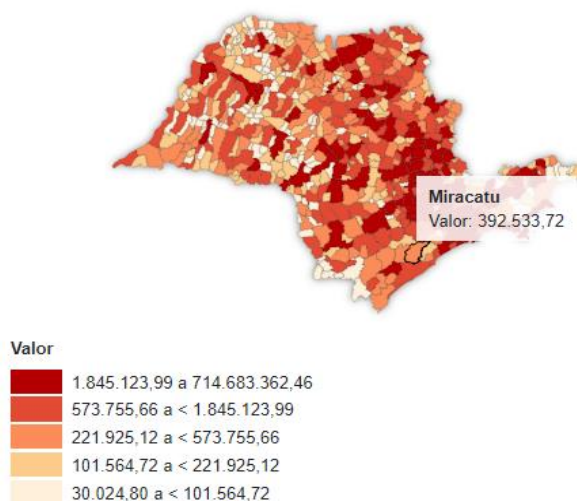 Miracatu
Valor: 392.533,72
Valor
1.845.123,99 a 714.683.362,46
573.755,66 a < 1.845.123,99
221.925,12 a < 573.755,66
101.564,72 a < 221.925,12
30.024,80 a < 101.564,72